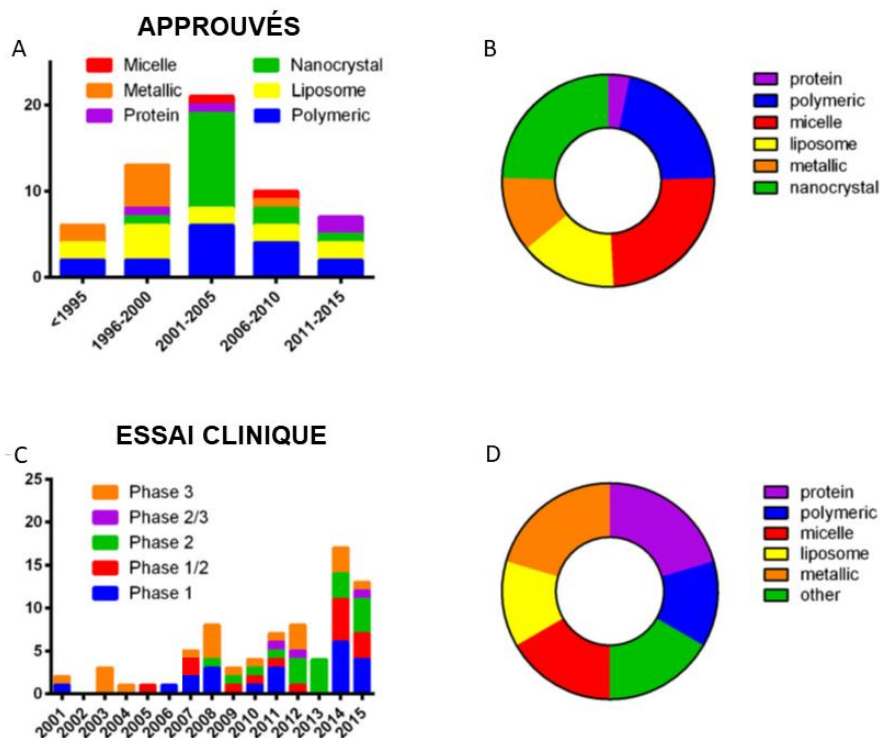 APPROUVÉS
A
Micelle
Metallic
Protein
Nanocrystal
Liposome
Polymeric
20
10
0
<1995
1996-2000
2001-2005
2006-2010
2011-2015
B
protein
polymeric
micelle
liposome
metallic
nanocrystal
ESSAI CLINIQUE
C
Phase 3
Phase 2/3
Phase 2
Phase 1/2
Phase 1
25
20
15
10
5
0
2001
2002
2003
2004
2005
2006
2007
2008
2009
2010
2011
2012
2013
2014
2015
D
protein
polymeric
micelle
liposome
metallic
other